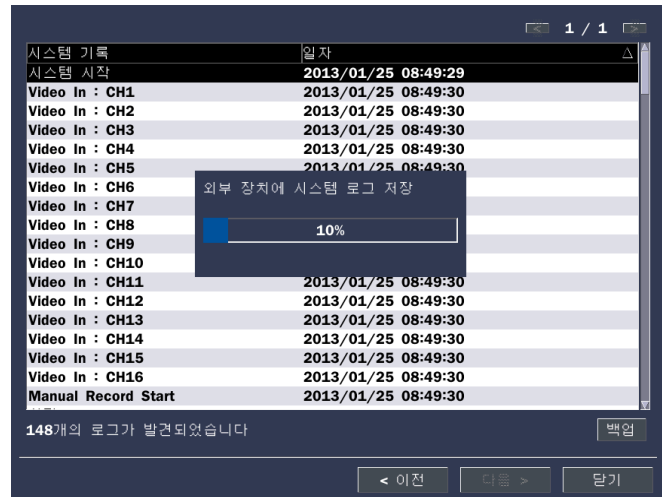 < 1 / 1 >
시스템 기록 일자 △
시스템 시작 2013/01/25 08:49:29
Video In : CH1 2013/01/25 08:49:30
Video In : CH2 2013/01/25 08:49:30
Video In : CH3 2013/01/25 08:49:30
Video In : CH4 2013/01/25 08:49:30
Video In : CH5 2013/01/25 08:49:30
Video In : CH6
Video In : CH7
Video In : CH8
Video In : CH9
Video In : CH10
외부 장치에 시스템 로그 저장
10%
Video In : CH11 2013/01/25 08:49:30
Video In : CH12 2013/01/25 08:49:30
Video In : CH13 2013/01/25 08:49:30
Video In : CH14 2013/01/25 08:49:30
Video In : CH15 2013/01/25 08:49:30
Video In : CH16 2013/01/25 08:49:30
Manual Record Start 2013/01/25 08:49:30
148개의 로그가 발견되었습니다 백업
< 이전 다음 > 닫기